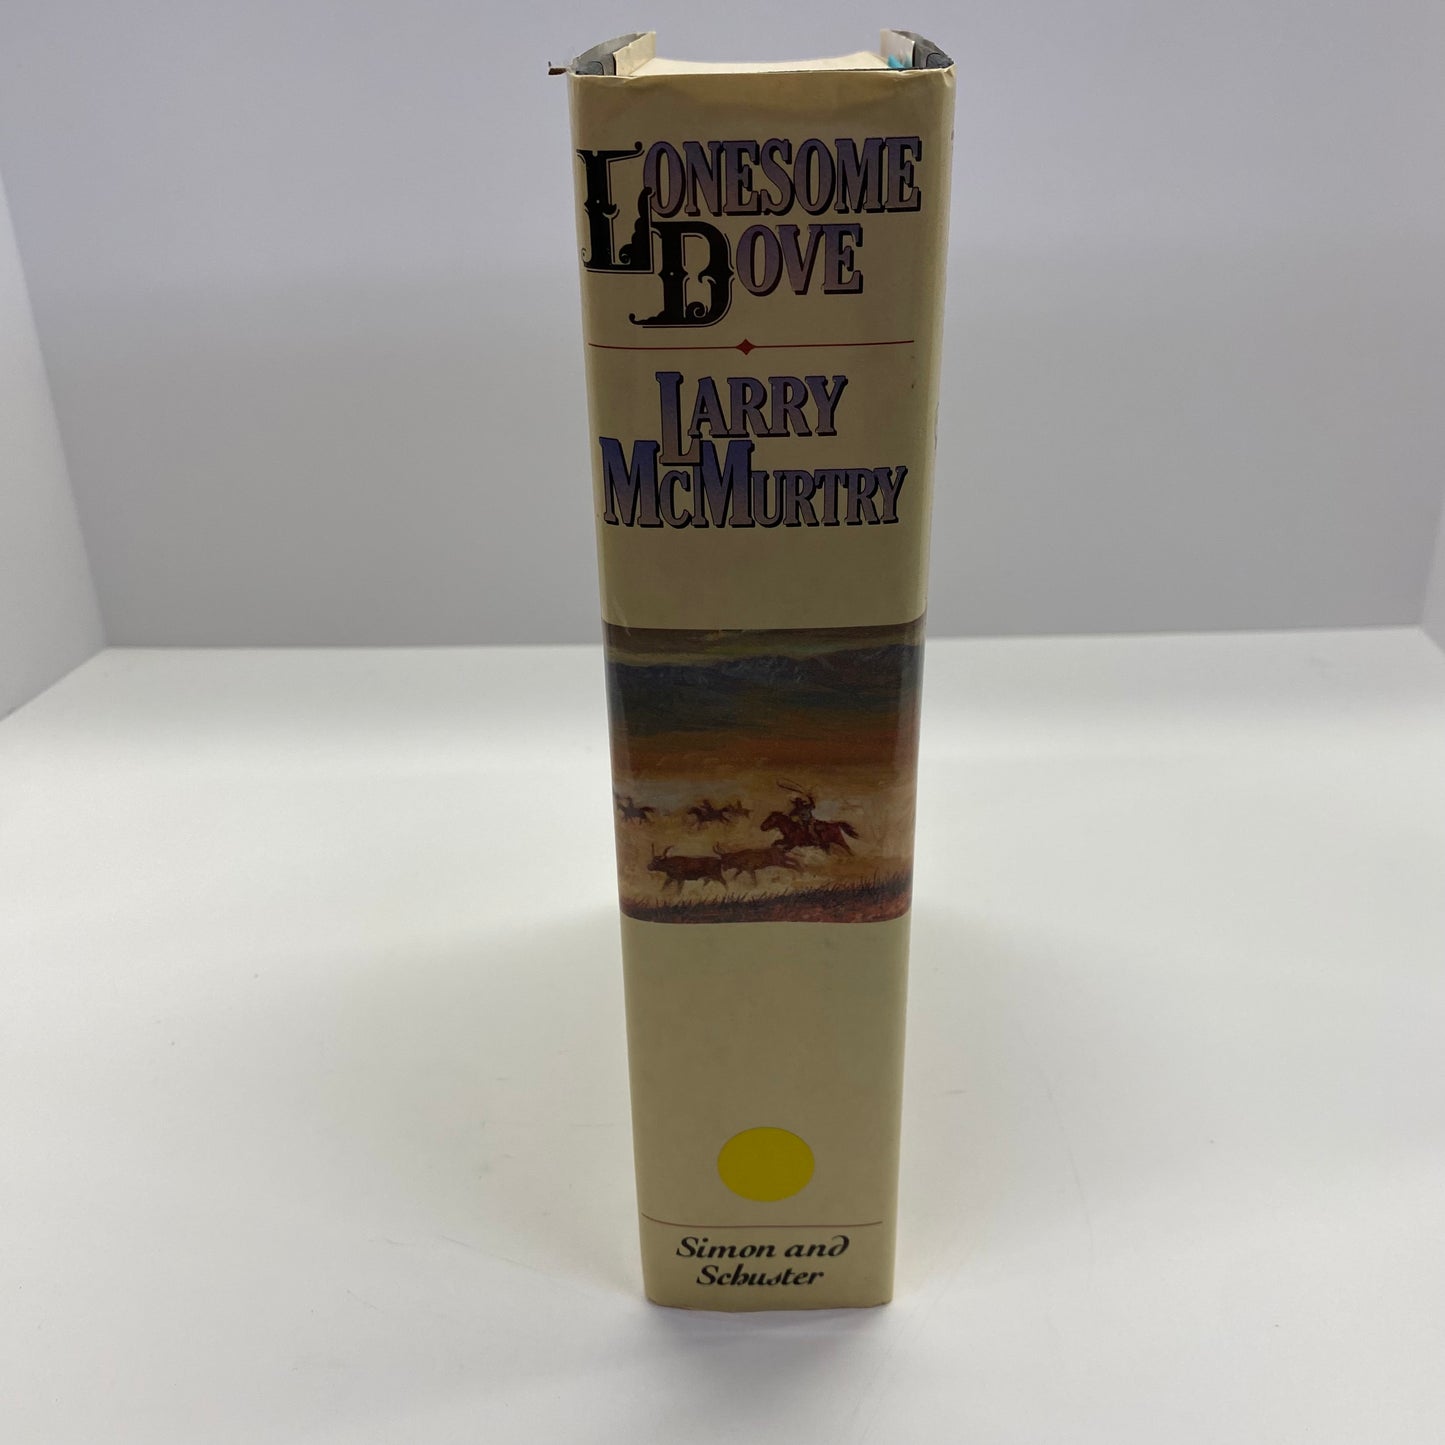 LONESOME
DOVE
LARRY
MCMURTRY
Simon and
Schuster